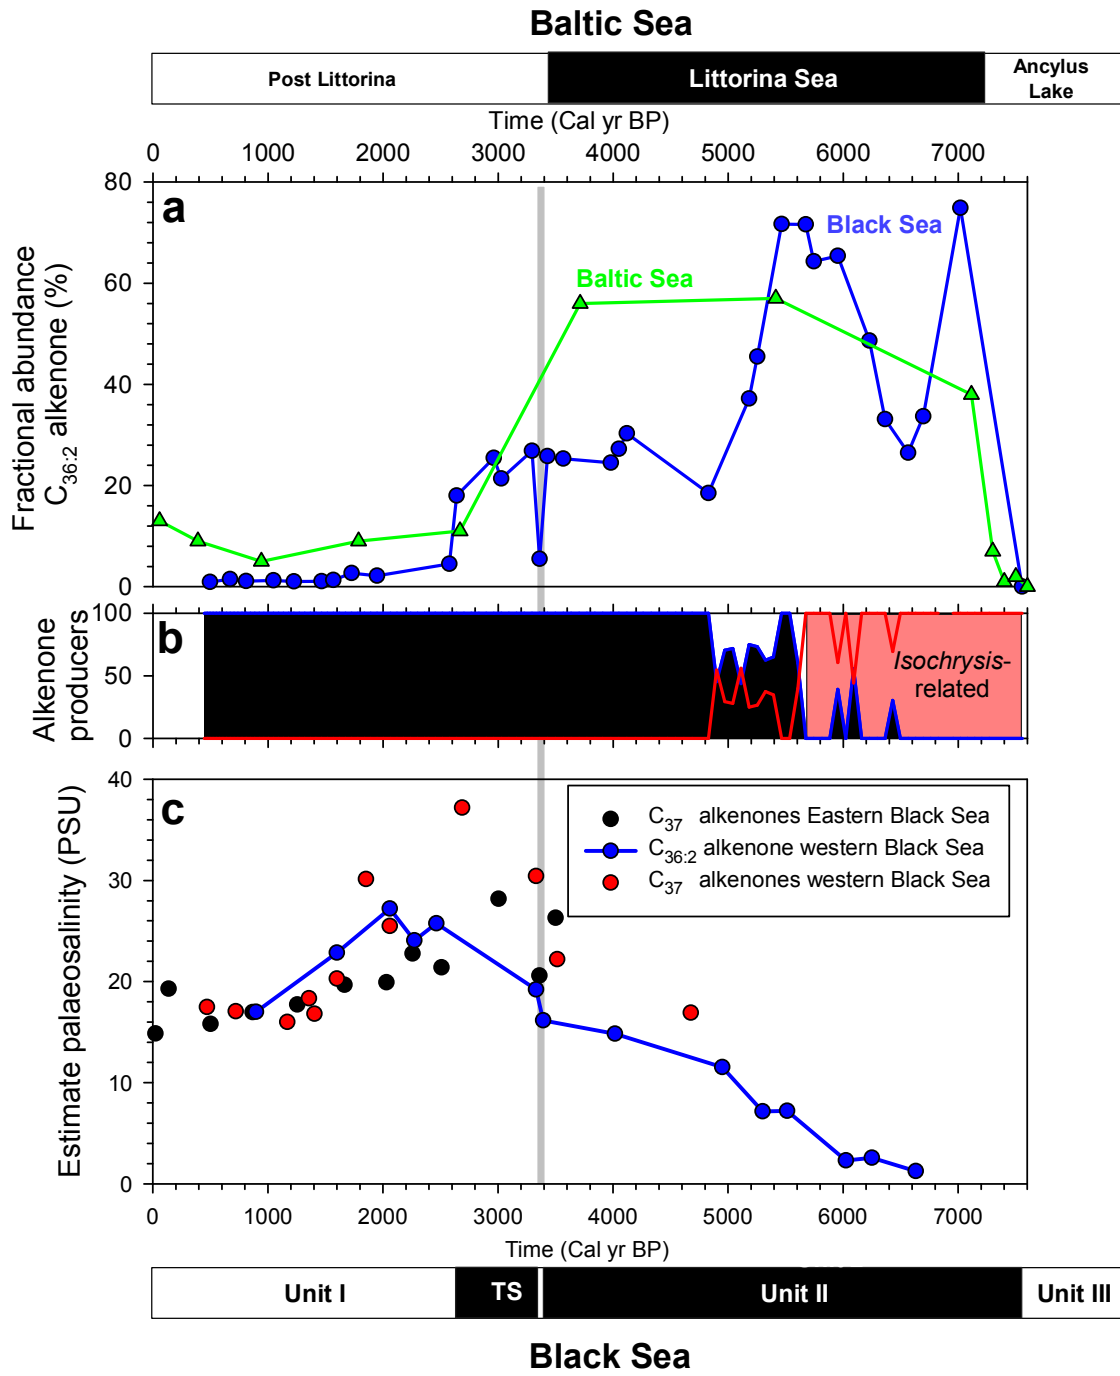 Baltic Sea
Post Littorina
Littorina Sea
Ancylus
Lake
Time (Cal yr BP)
0 1000 2000 3000 4000 5000 6000 7000
a
Fractional abundance
C36:2 alkenone (%)
80
60
40
20
0
Black Sea
Baltic Sea
b
Alkenone
producers
100
50
0
Isochrysis-
related
c
Estimate palaeosalinity (PSU)
40
30
20
10
0
C37 alkenones Eastern Black Sea
C36:2 alkenone western Black Sea
C37 alkenones western Black Sea
0 1000 2000 3000 4000 5000 6000 7000
Time (Cal yr BP)
Unit I
TS
Unit II
Unit III
Black Sea